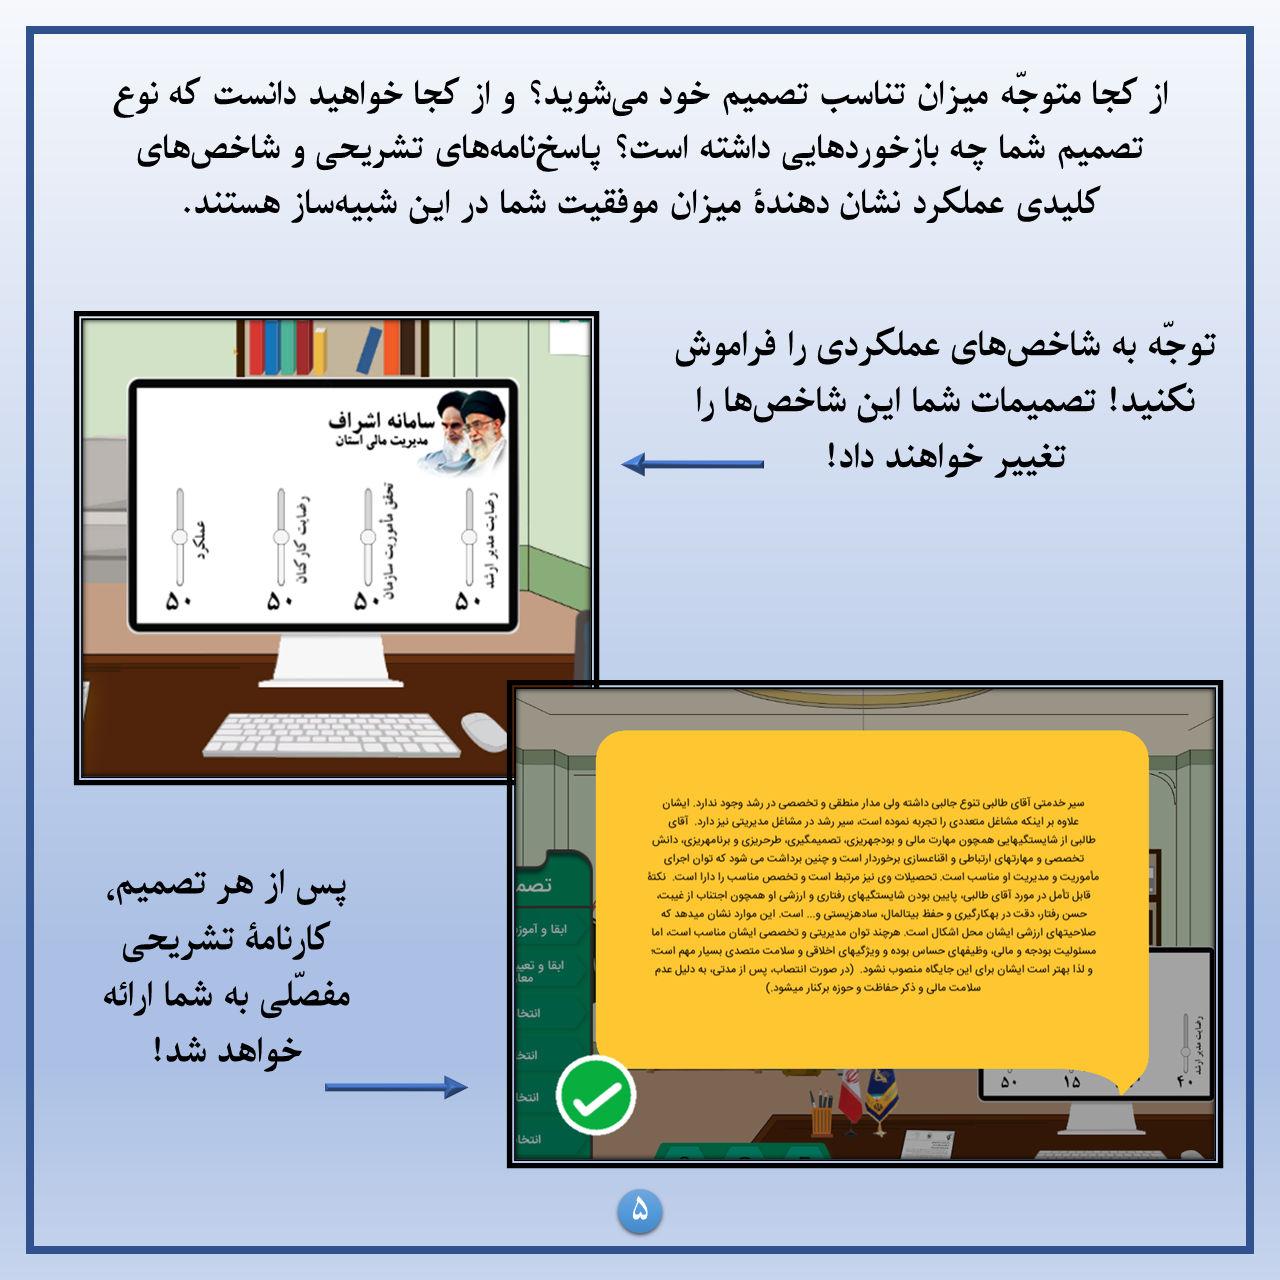 از کجا متوجّه میزان تناسب تصمیم خود می‌شوید؟ و از کجا خواهید دانست که نوع
تصمیم شما چه بازخوردهایی داشته است؟ پاسخ‌نامه‌های تشریحی و شاخص‌های
کلیدی عملکرد نشان دهندهٔ میزان موفقیت شما در این شبیه‌ساز هستند.
توجّه به شاخص‌های عملکردی را فراموش
نکنید! تصمیمات شما این شاخص‌ها را
تغییر خواهند داد!
سامانه اشراف
مدیریت مالی استان
رضایت مدیر ارشد
تحقق مأموریت سازمان
رضایت کارکنان
عملکرد
۵۰ ۵۰ ۵۰ ۵۰
سیر خدمتی آقای طالبی تنوع جالبی داشته ولی مدار منطقی و تخصصی در رشد وجود ندارد. ایشان
علاوه بر اینکه مشاغل متعددی را تجربه نموده است، سیر رشد در مشاغل مدیریتی نیز دارد. آقای
طالبی از شایستگیهایی همچون مهارت مالی و بودجهریزی، تصمیمگیری، طرحریزی و برنامهریزی، دانش
تخصصی و مهارتهای ارتباطی و اقناعسازی برخوردار است و چنین برداشت می شود که توان اجرای
مأموریت و مدیریت او مناسب است. تحصیلات وی نیز مرتبط است و تخصص مناسب را دارا است. نکتهٔ
قابل تأمل در مورد آقای طالبی، پایین بودن شایستگیهای رفتاری و ارزشی او همچون اجتناب از غیبت،
حسن رفتار، دقت در بهکارگیری و حفظ بیتالمال، سادهزیستی و... است. این موارد نشان میدهد که
صلاحیتهای ارزشی ایشان محل اشکال است. هرچند توان مدیریتی و تخصصی ایشان مناسب است، اما
مسئولیت بودجه و مالی، وظیفهای حساس بوده و ویژگیهای اخلاقی و سلامت متصدی بسیار مهم است؛
و لذا بهتر است ایشان برای این جایگاه منصوب نشود. (در صورت انتصاب، پس از مدتی، به دلیل عدم
سلامت مالی و ذکر حفاظت و حوزه برکنار میشود.)
تصم
ابقا و آموز
ابقا و تعیی
معار
انتخا
انتخ
انتخا
انتخاب
رضایت مدیر ارشد
۴۰
۱۵
۵۰
پس از هر تصمیم،
کارنامهٔ تشریحی
مفصّلی به شما ارائه
خواهد شد!
۵